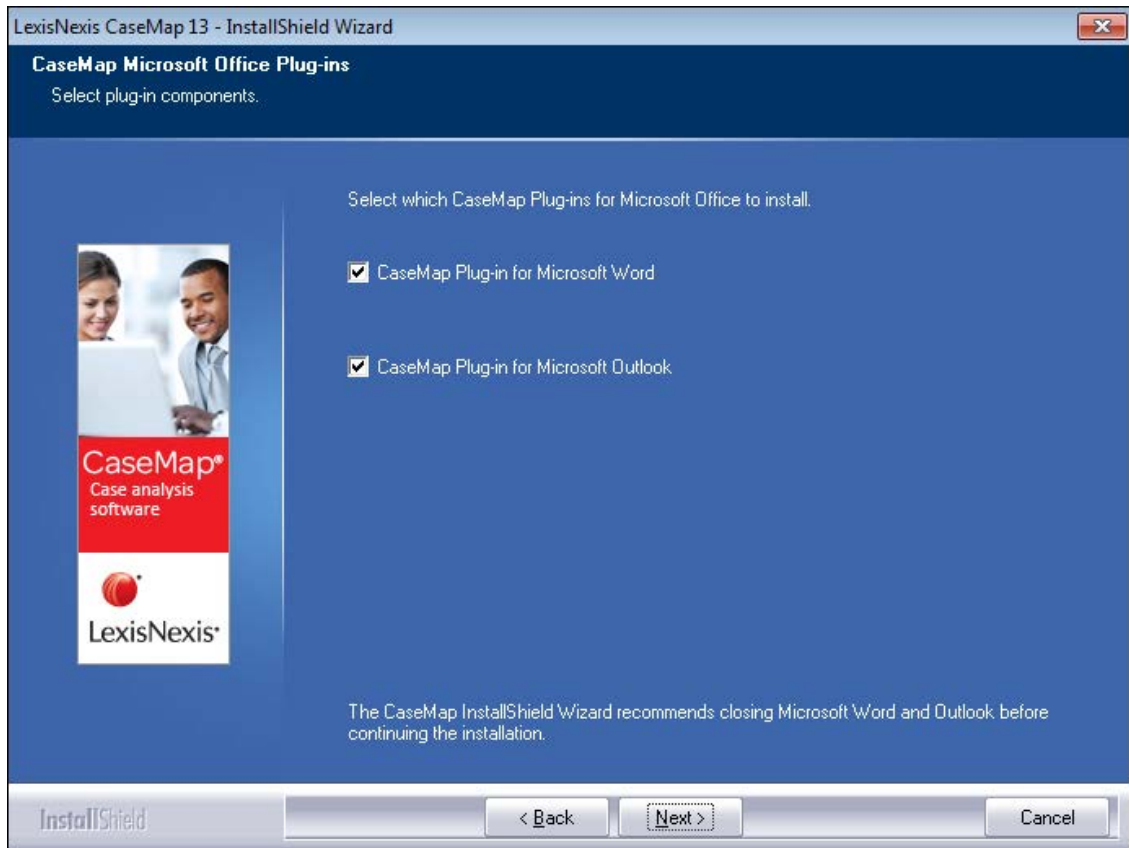 LexisNexis CaseMap 13 - InstallShield Wizard
CaseMap Microsoft Office Plug-ins
Select plug-in components.
Select which CaseMap Plug-ins for Microsoft Office to install.
CaseMap Plug-in for Microsoft Word
CaseMap Plug-in for Microsoft Outlook
CaseMap®
Case analysis
software
LexisNexis®
The CaseMap InstallShield Wizard recommends closing Microsoft Word and Outlook before
continuing the installation.
InstallShield
< Back
Next >
Cancel